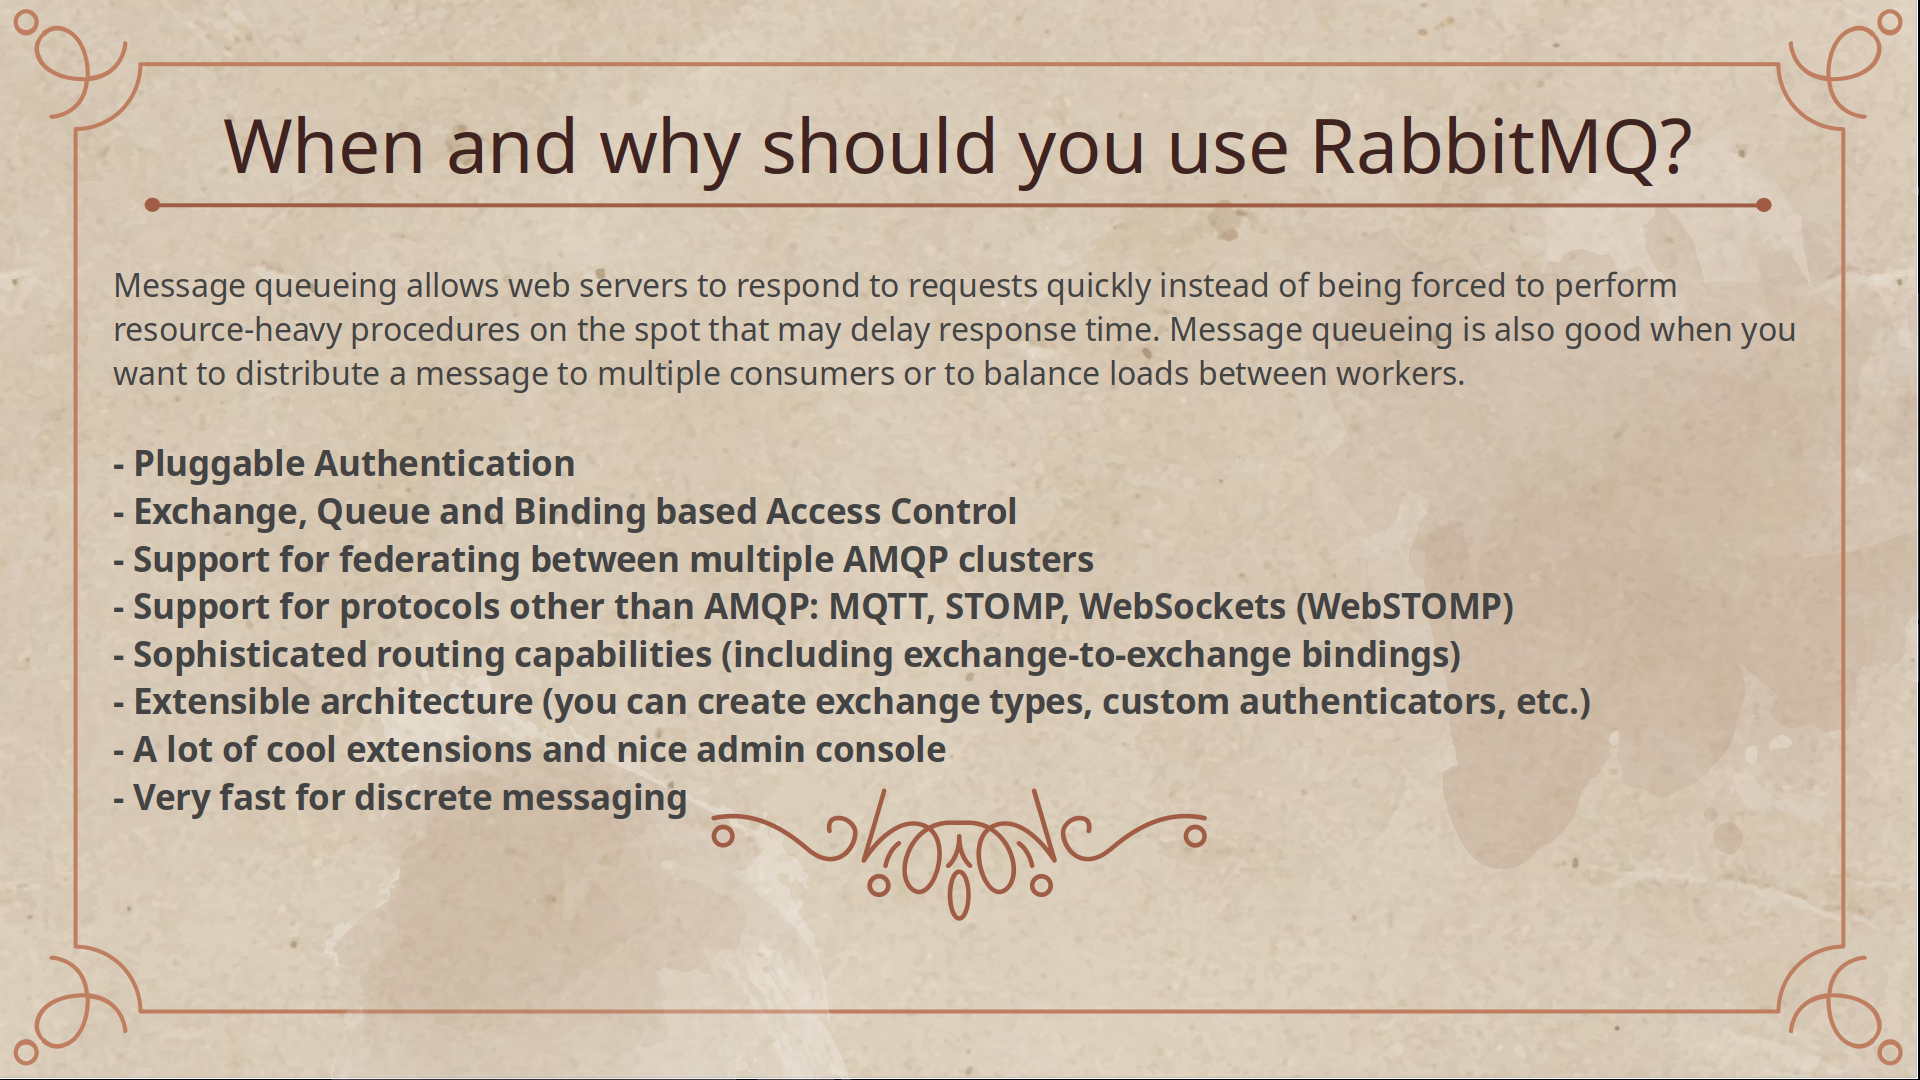 When and why should you use RabbitMQ?
Message queueing allows web servers to respond to requests quickly instead of being forced to perform
resource-heavy procedures on the spot that may delay response time. Message queueing is also good when you
want to distribute a message to multiple consumers or to balance loads between workers.
- Pluggable Authentication
- Exchange, Queue and Binding based Access Control
- Support for federating between multiple AMQP clusters
- Support for protocols other than AMQP: MQTT, STOMP, WebSockets (WebSTOMP)
- Sophisticated routing capabilities (including exchange-to-exchange bindings)
- Extensible architecture (you can create exchange types, custom authenticators, etc.)
- A lot of cool extensions and nice admin console
- Very fast for discrete messaging